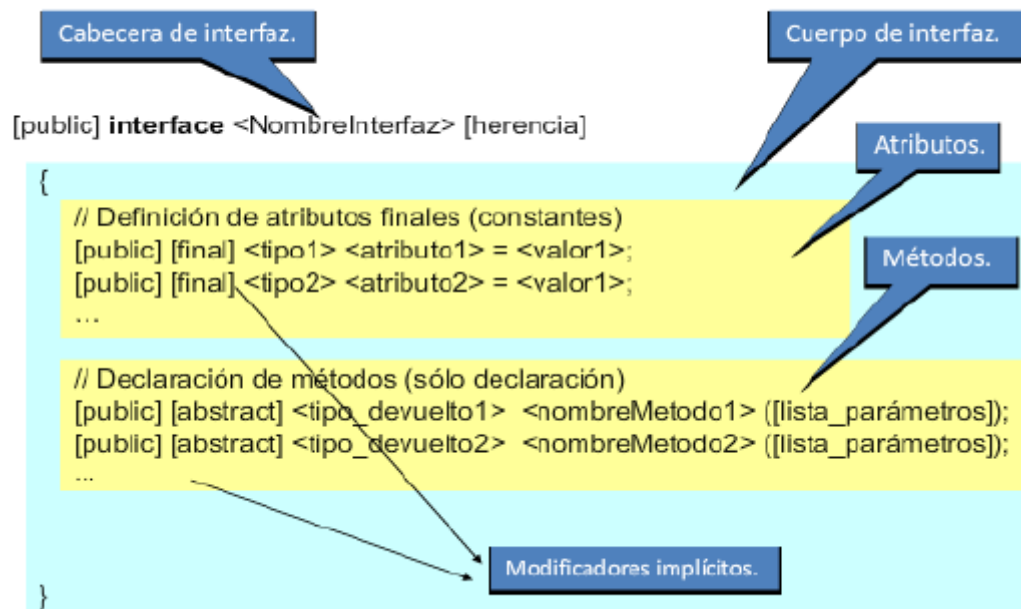 Cabecera de interfaz.
Cuerpo de interfaz.
[public] interface <NombreInterfaz> [herencia]
Atributos.
{
// Definición de atributos finales (constantes)
[public] [final] <tipo1> <atributo1> = <valor1>;
[public] [final] <tipo2> <atributo2> = <valor1>;
...
Métodos.
// Declaración de métodos (sólo declaración)
[public] [abstract] <tipo_devuelto1> <nombreMetodo1> ([lista_parámetros]);
[public] [abstract] <tipo_devuelto2> <nombreMetodo2> ([lista_parámetros]);
...
Modificadores implícitos.
}